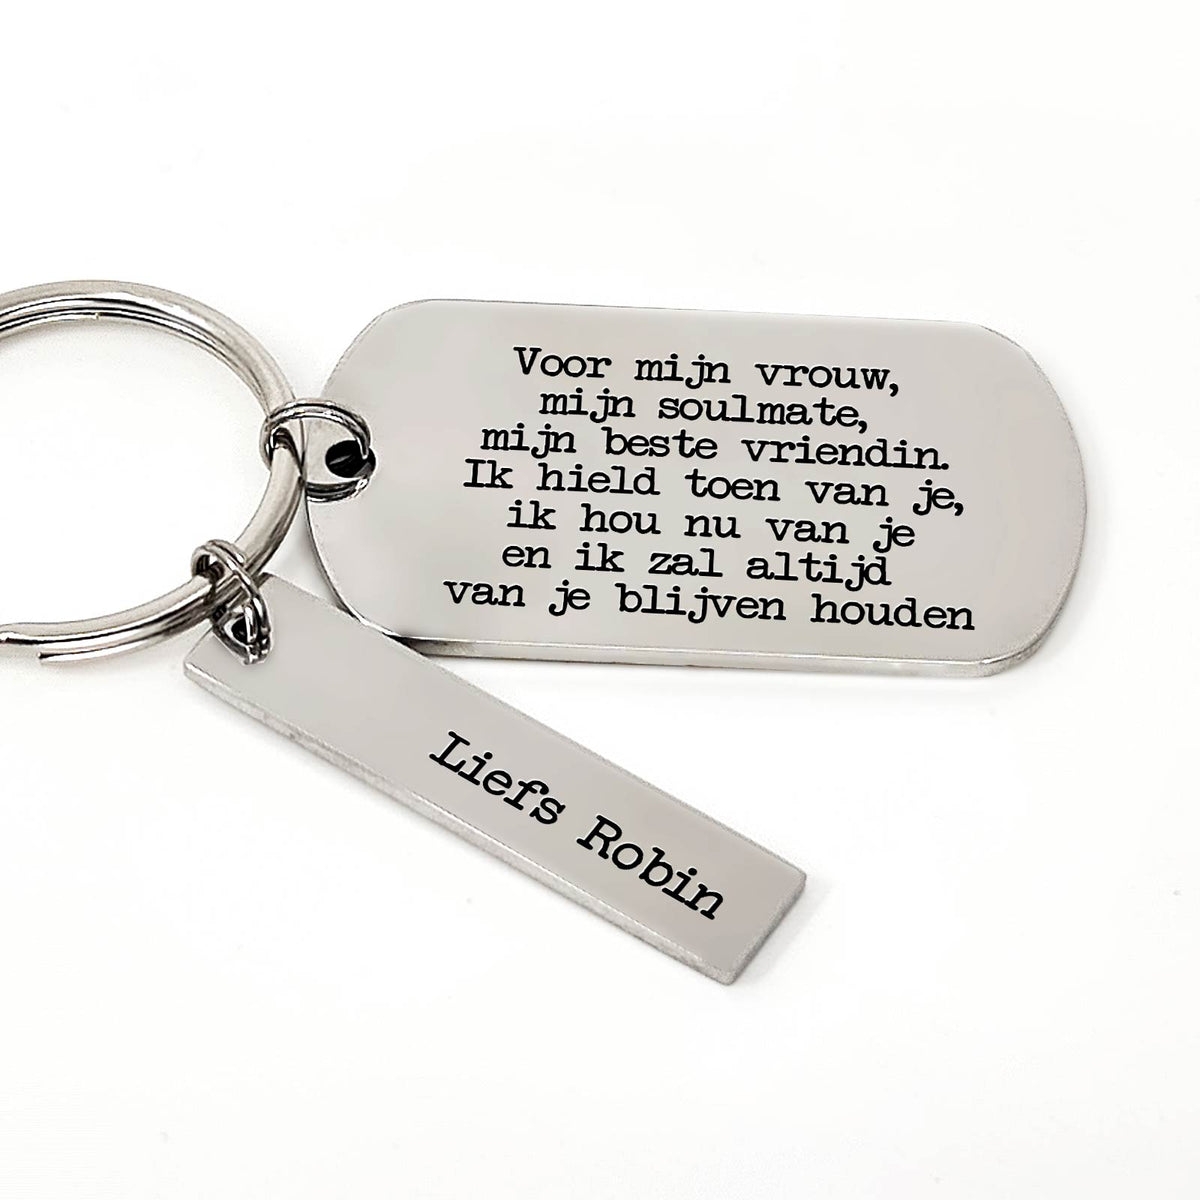 Voor mijn vrouw,
mijn soulmate,
mijn beste vriendin.
Ik hield toen van je,
ik hou nu van je
en ik zal altijd
van je blijven houden
Liefs Robin